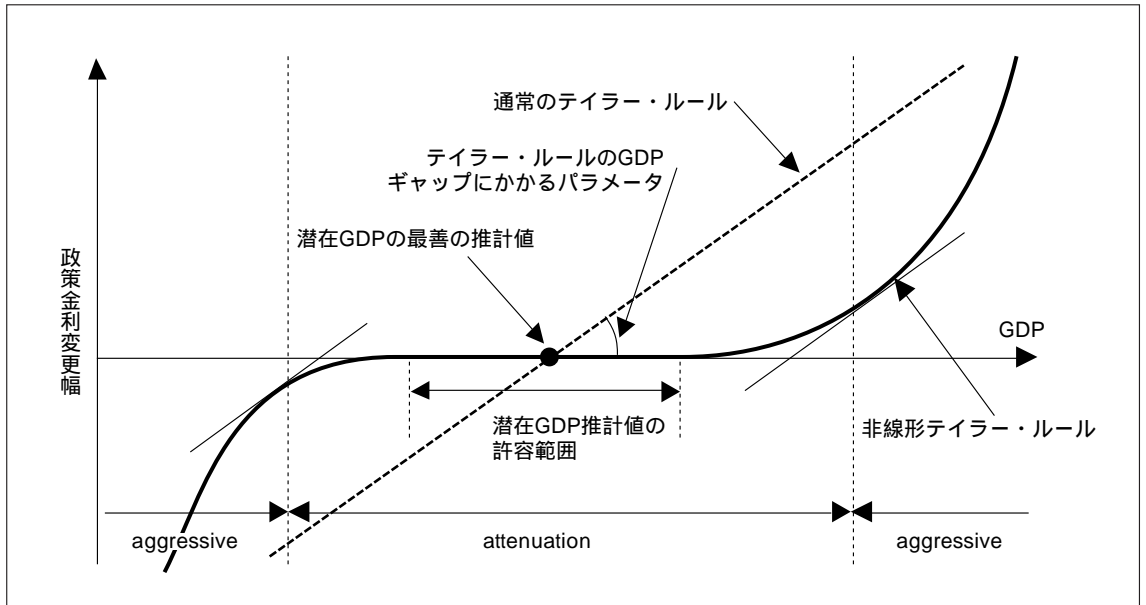 通常のテイラー・ルール
テイラー・ルールのGDP
ギャップにかかるパラメータ
潜在GDPの最善の推計値
政策金利変更幅
GDP
潜在GDP推計値の
許容範囲
非線形テイラー・ルール
aggressive
attenuation
aggressive